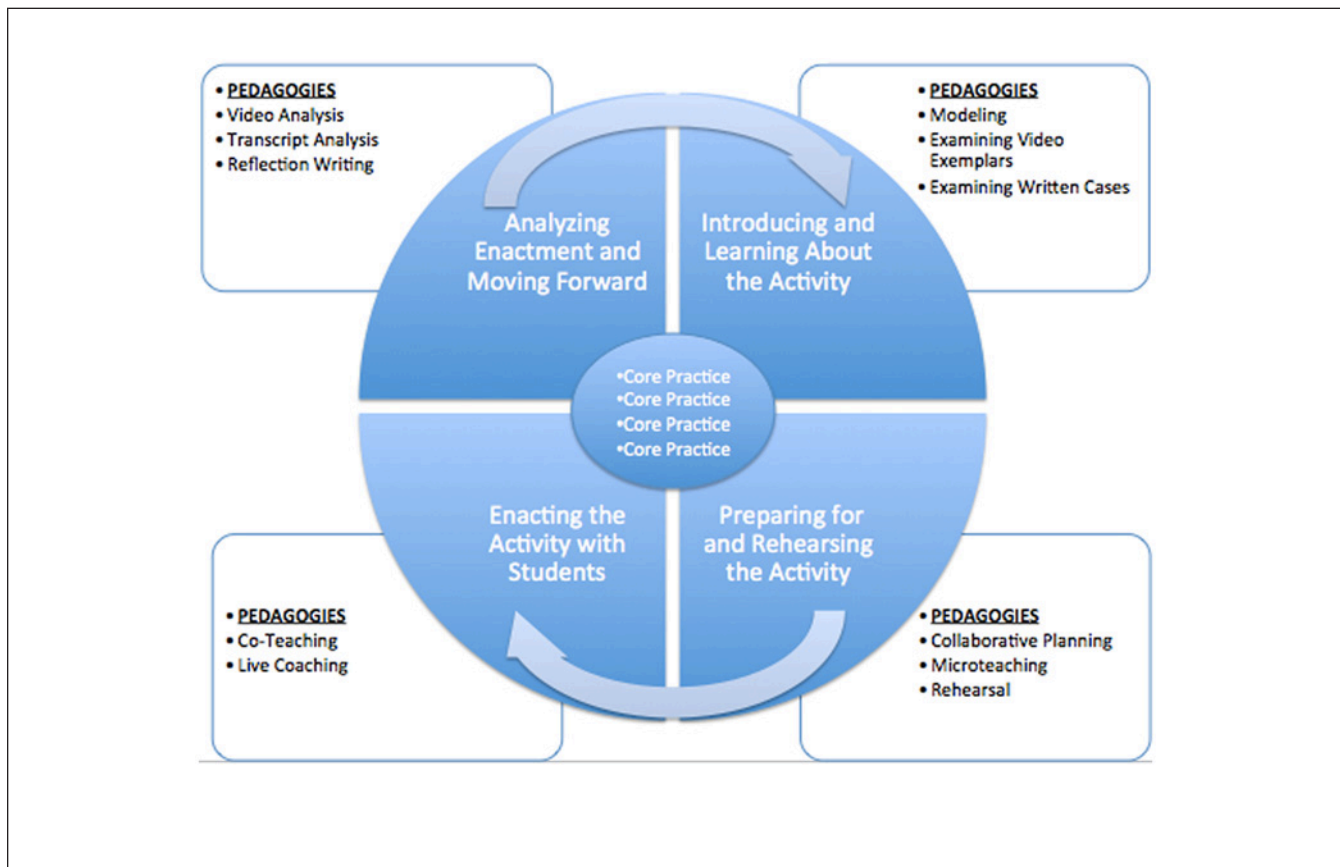 • PEDAGOGIES
• Video Analysis
• Transcript Analysis
• Reflection Writing
• PEDAGOGIES
• Modeling
• Examining Video
Exemplars
• Examining Written Cases
Analyzing
Enactment and
Moving Forward
Introducing and
Learning About
the Activity
•Core Practice
•Core Practice
•Core Practice
•Core Practice
Enacting the
Activity with
Students
Preparing for
and Rehearsing
the Activity
• PEDAGOGIES
• Co-Teaching
• Live Coaching
• PEDAGOGIES
• Collaborative Planning
• Microteaching
• Rehearsal